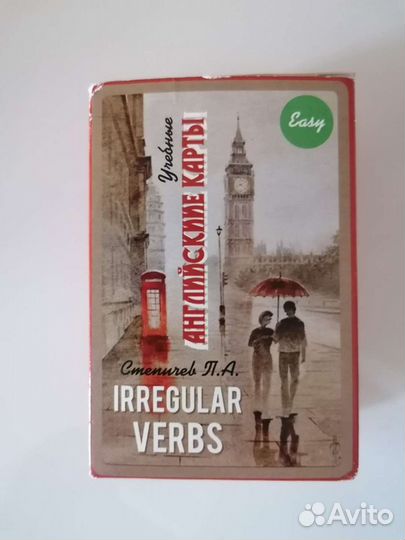 Easy
Учебные
АНГЛИЙСКИЕ КАРТЫ
Степичев П.А.
IRREGULAR
VERBS
Avito